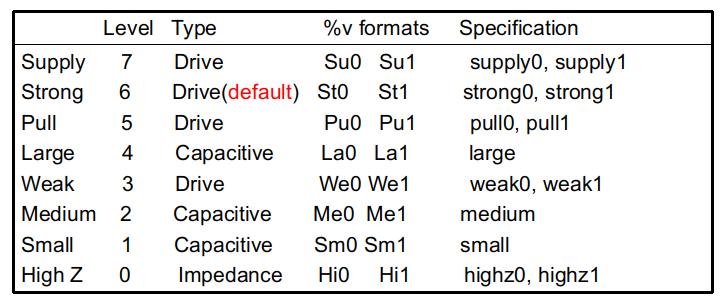 Level Type %v formats Specification
Supply 7 Drive Su0 Su1 supply0, supply1
Strong 6 Drive(default) St0 St1 strong0, strong1
Pull 5 Drive Pu0 Pu1 pull0, pull1
Large 4 Capacitive La0 La1 large
Weak 3 Drive We0 We1 weak0, weak1
Medium 2 Capacitive Me0 Me1 medium
Small 1 Capacitive Sm0 Sm1 small
High Z 0 Impedance Hi0 Hi1 highz0, highz1